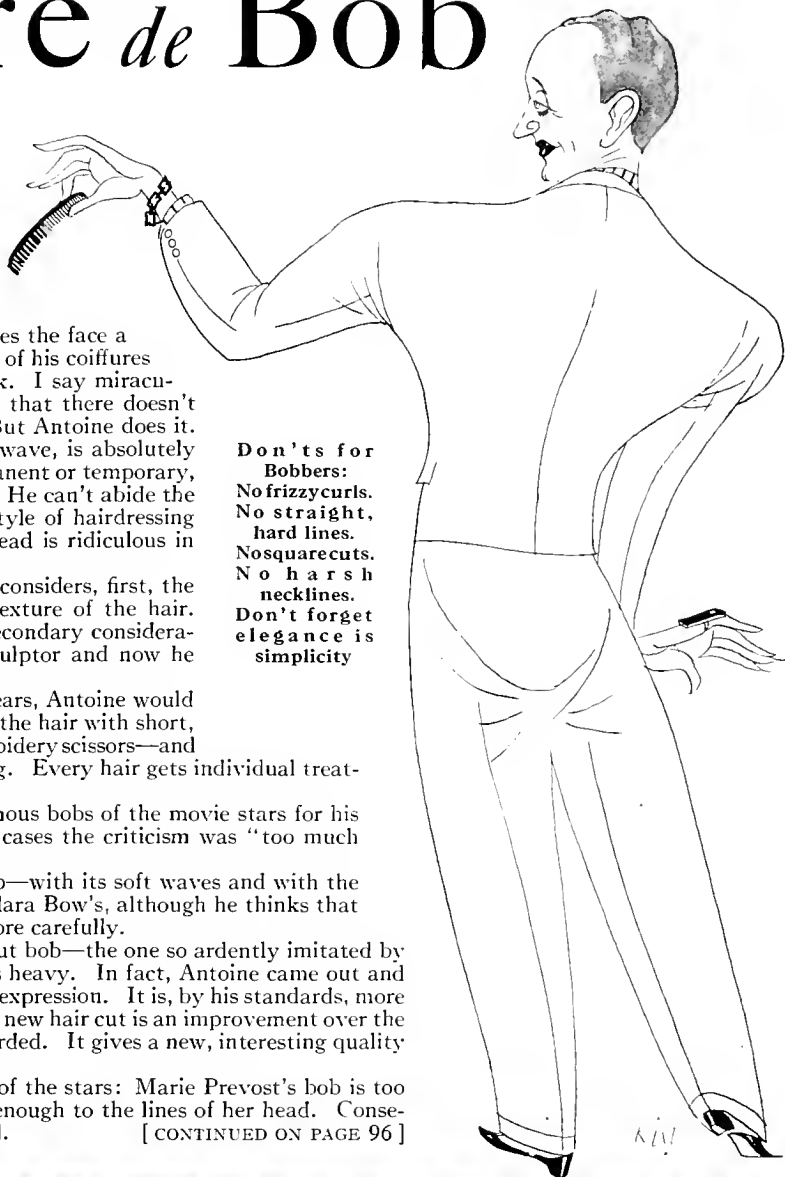 re de Bob
es the face a
of his coiffures
k. I say miracu-
that there doesn't
But Antoine does it.
wave, is absolutely
anent or temporary,
He can't abide the
tyle of hairdressing
ead is ridiculous in
considers, first, the
exture of the hair.
econdary considera-
ulptor and now he
ears, Antoine would
the hair with short,
oidery scissors—and
g. Every hair gets individual treat-
nous bobs of the movie stars for his
cases the criticism was "too much
o—with its soft waves and with the
lara Bow's, although he thinks that
ore carefully.
ut bob—the one so ardently imitated by
s heavy. In fact, Antoine came out and
expression. It is, by his standards, more
new hair cut is an improvement over the
rded. It gives a new, interesting quality
of the stars: Marie Prevost's bob is too
enough to the lines of her head. Conse-
l. [CONTINUED ON PAGE 96]
Don'ts for
Bobbers:
No frizzy curls.
No straight,
hard lines.
No square cuts.
No harsh
necklines.
Don't forget
elegance is
simplicity